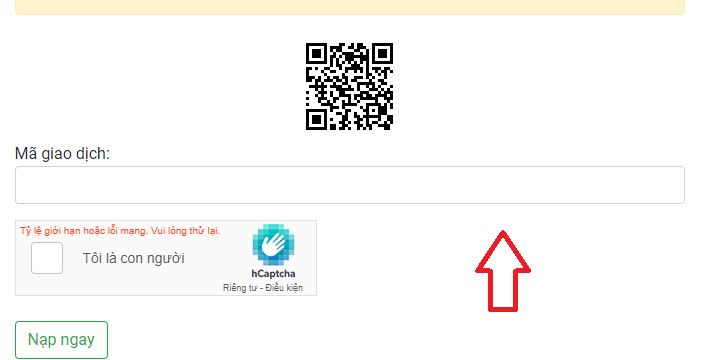 Mã giao dịch:
Tỷ lệ giới hạn hoặc lỗi mạng. Vui lòng thử lại.
Tôi là con người
hCaptcha
Riêng tư - Điều kiện
Nạp ngay